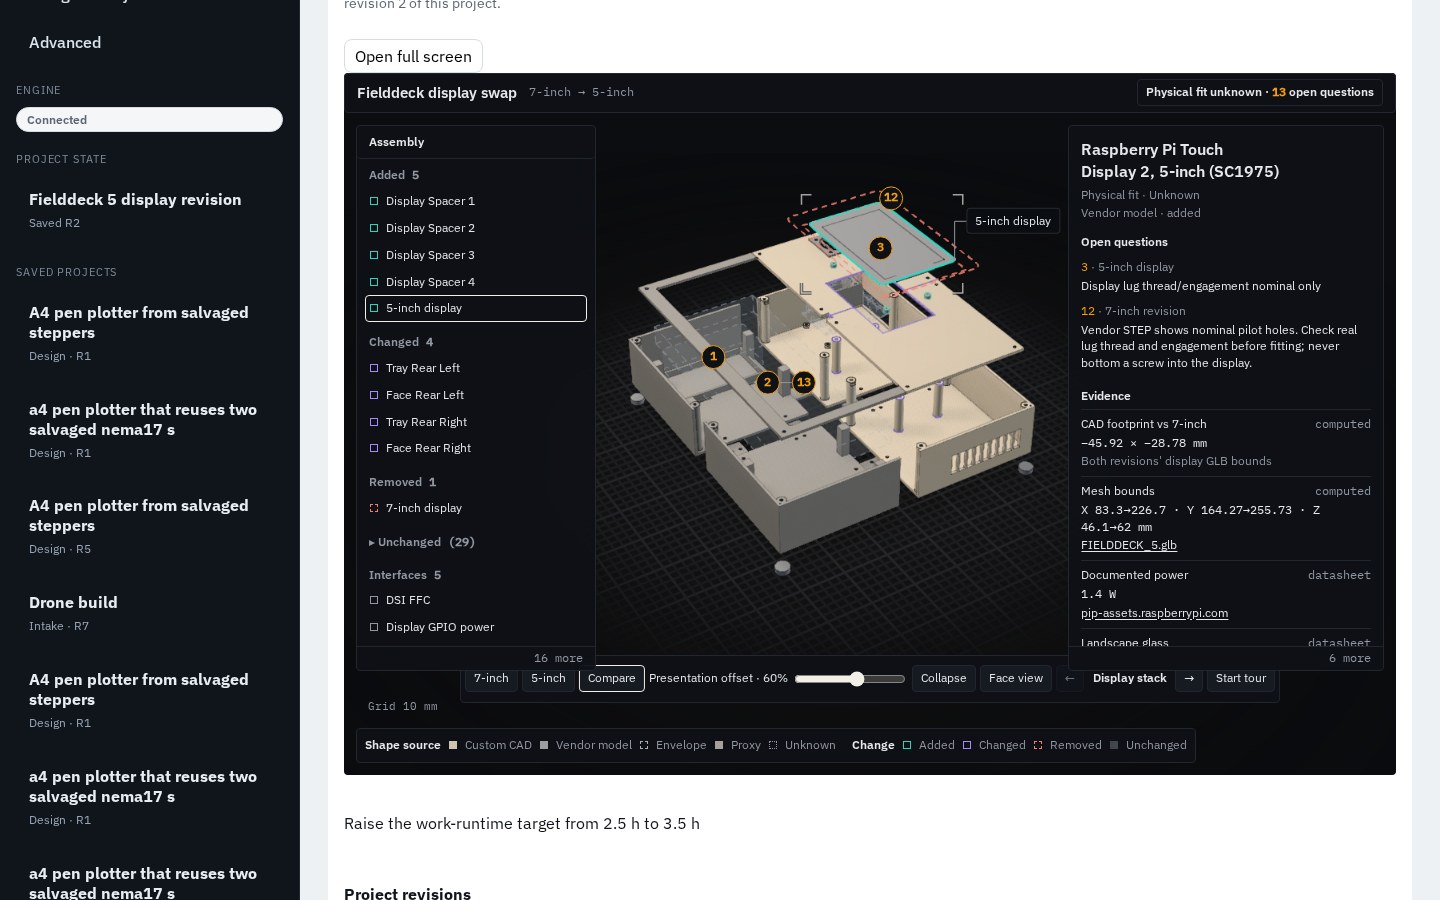 Advanced
ENGINE
Connected
PROJECT STATE
Fielddeck 5 display revision
Saved R2
SAVED PROJECTS
A4 pen plotter from salvaged
steppers
Design · R1
a4 pen plotter that reuses two
salvaged nema17 s
Design · R1
A4 pen plotter from salvaged
steppers
Design · R5
Drone build
Intake · R7
A4 pen plotter from salvaged
steppers
Design · R1
a4 pen plotter that reuses two
salvaged nema17 s
Design · R1
a4 pen plotter that reuses two
salvaged nema17 s
revision 2 of this project.
Open full screen
Fielddeck display swap 7-inch → 5-inch
Physical fit unknown · 13 open questions
Assembly
Added 5
Display Spacer 1
Display Spacer 2
Display Spacer 3
Display Spacer 4
5-inch display
Changed 4
Tray Rear Left
Face Rear Left
Tray Rear Right
Face Rear Right
Removed 1
7-inch display
▸ Unchanged (29)
Interfaces 5
DSI FFC
Display GPIO power
16 more
12
3
5-inch display
1
2
13
Raspberry Pi Touch
Display 2, 5-inch (SC1975)
Physical fit · Unknown
Vendor model · added
Open questions
3 · 5-inch display
Display lug thread/engagement nominal only
12 · 7-inch revision
Vendor STEP shows nominal pilot holes. Check real
lug thread and engagement before fitting; never
bottom a screw into the display.
Evidence
CAD footprint vs 7-inch computed
−45.92 × −28.78 mm
Both revisions' display GLB bounds
Mesh bounds computed
X 83.3→226.7 · Y 164.27→255.73 · Z
46.1→62 mm
FIELDDECK_5.glb
Documented power datasheet
1.4 W
pip-assets.raspberrypi.com
Landscape glass datasheet
6 more
7-inch 5-inch Compare Presentation offset · 60% Collapse Face view ← Display stack → Start tour
Grid 10 mm
Shape source Custom CAD Vendor model Envelope Proxy Unknown Change Added Changed Removed Unchanged
Raise the work-runtime target from 2.5 h to 3.5 h
Project revisions